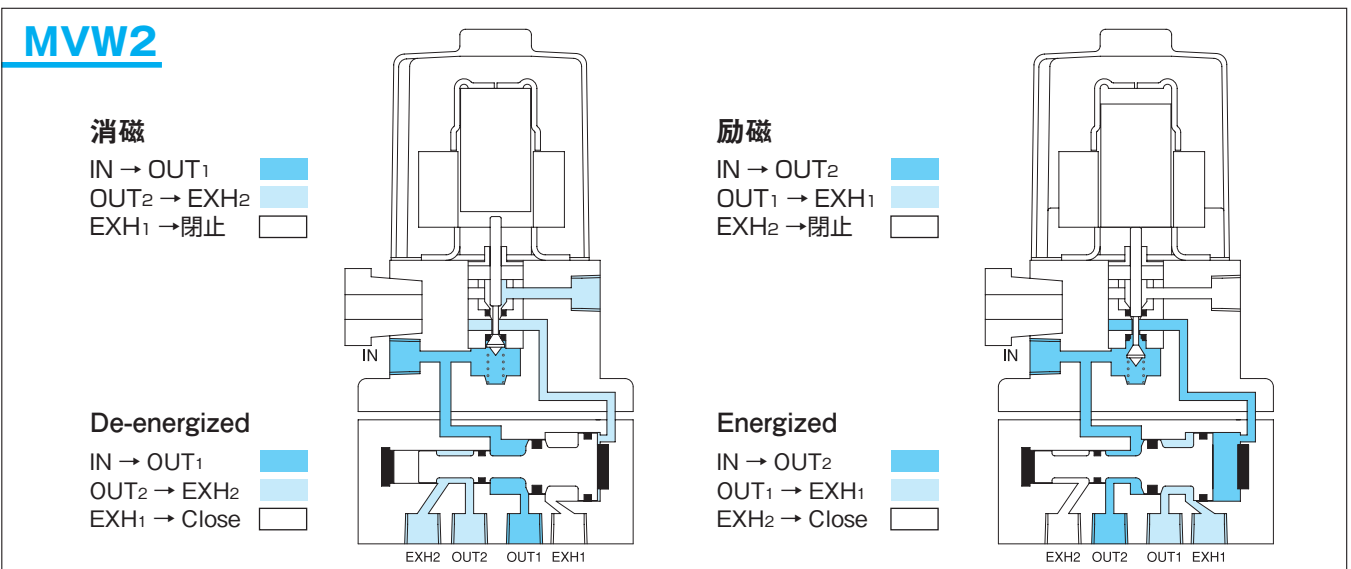 MVW2
消磁
IN → OUT1
OUT2 → EXH2
EXH1 →閉止
IN
De-energized
IN → OUT1
OUT2 → EXH2
EXH1 → Close
EXH2 OUT2 OUT1 EXH1
励磁
IN → OUT2
OUT1 → EXH1
EXH2 →閉止
IN
Energized
IN → OUT2
OUT1 → EXH1
EXH2 → Close
EXH2 OUT2 OUT1 EXH1